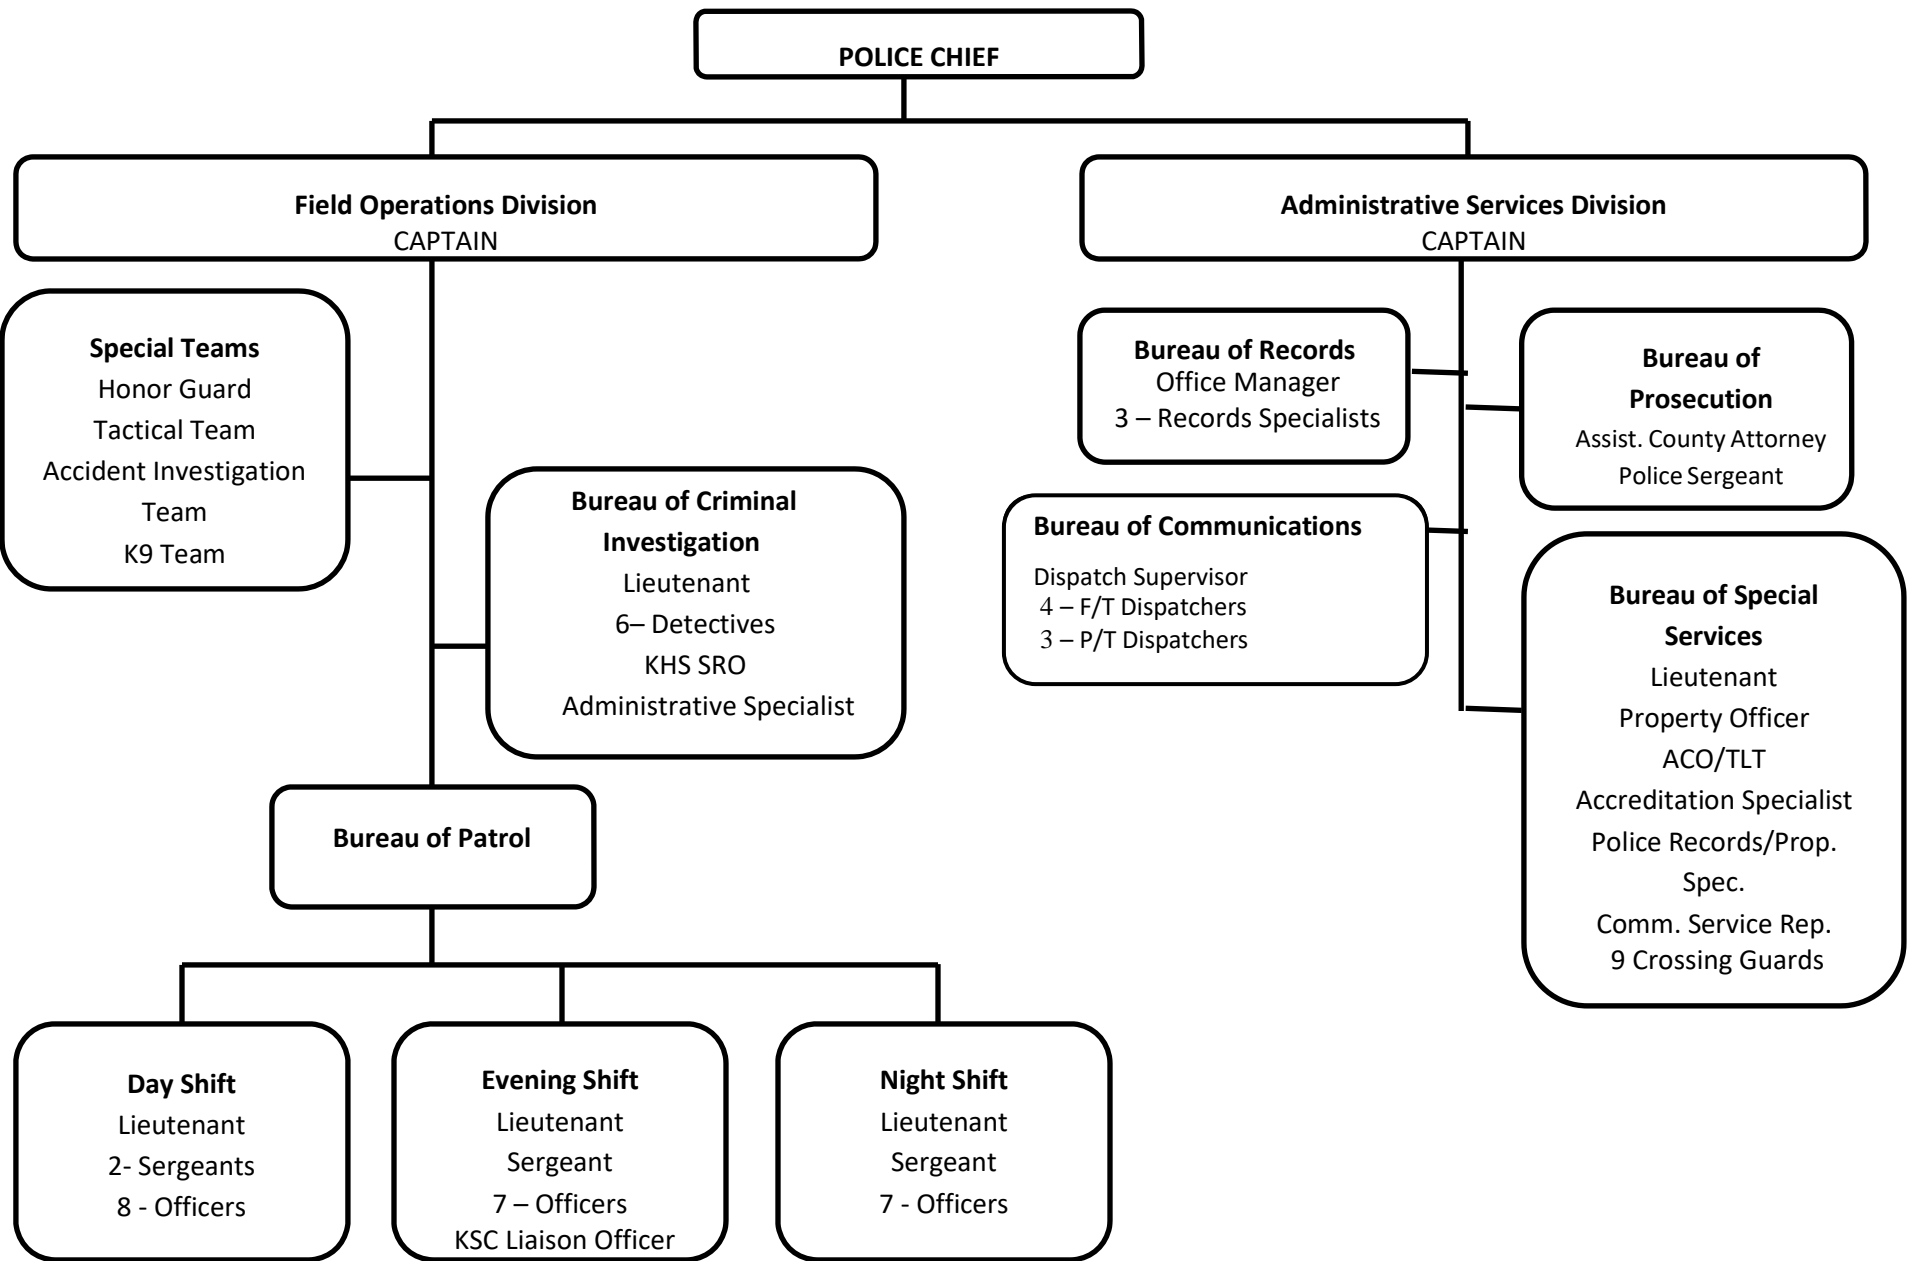 POLICE CHIEF
Field Operations Division
CAPTAIN
Administrative Services Division
CAPTAIN
Special Teams
Honor Guard
Tactical Team
Accident Investigation
Team
K9 Team
Bureau of Criminal
Investigation
Lieutenant
6– Detectives
KHS SRO
Administrative Specialist
Bureau of Records
Office Manager
3 – Records Specialists
Bureau of
Prosecution
Assist. County Attorney
Police Sergeant
Bureau of Communications
Dispatch Supervisor
4 – F/T Dispatchers
3 – P/T Dispatchers
Bureau of Special
Services
Lieutenant
Property Officer
ACO/TLT
Accreditation Specialist
Police Records/Prop.
Spec.
Comm. Service Rep.
9 Crossing Guards
Bureau of Patrol
Day Shift
Lieutenant
2- Sergeants
8 - Officers
Evening Shift
Lieutenant
Sergeant
7 – Officers
KSC Liaison Officer
Night Shift
Lieutenant
Sergeant
7 - Officers